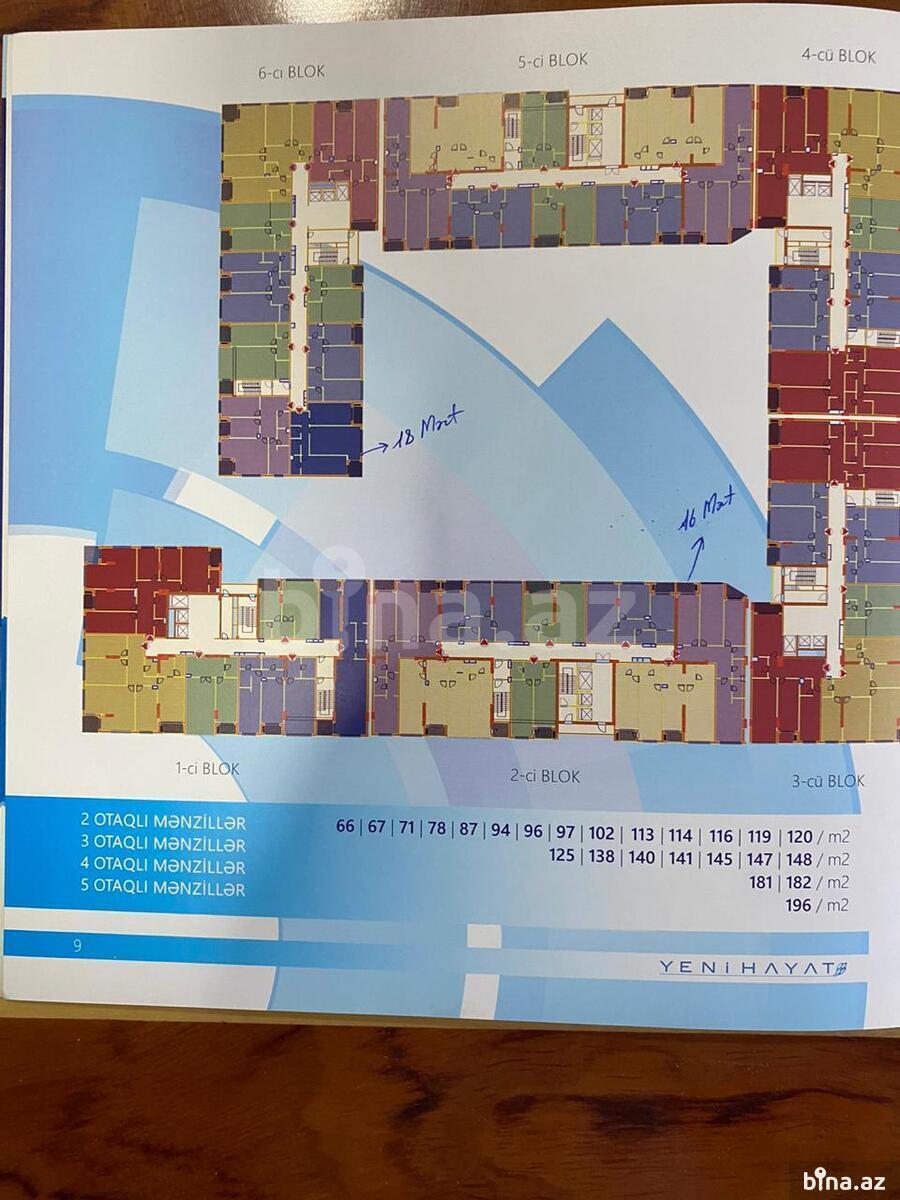 6-cı BLOK
5-ci BLOK
4-cü BLOK
18 Mərt
16 Mərt
bina.az
1-ci BLOK
2-ci BLOK
3-cü BLOK
2 OTAQLI MƏNZİLLƏR
66 | 67 | 71 | 78 | 87 | 94 | 96 | 97 | 102 | 113 | 114 | 116 | 119 | 120 / m2
3 OTAQLI MƏNZİLLƏR
125 | 138 | 140 | 141 | 145 | 147 | 148 / m2
4 OTAQLI MƏNZİLLƏR
181 | 182 / m2
5 OTAQLI MƏNZİLLƏR
196 / m2
9
YENİ HAYAT
bina.az